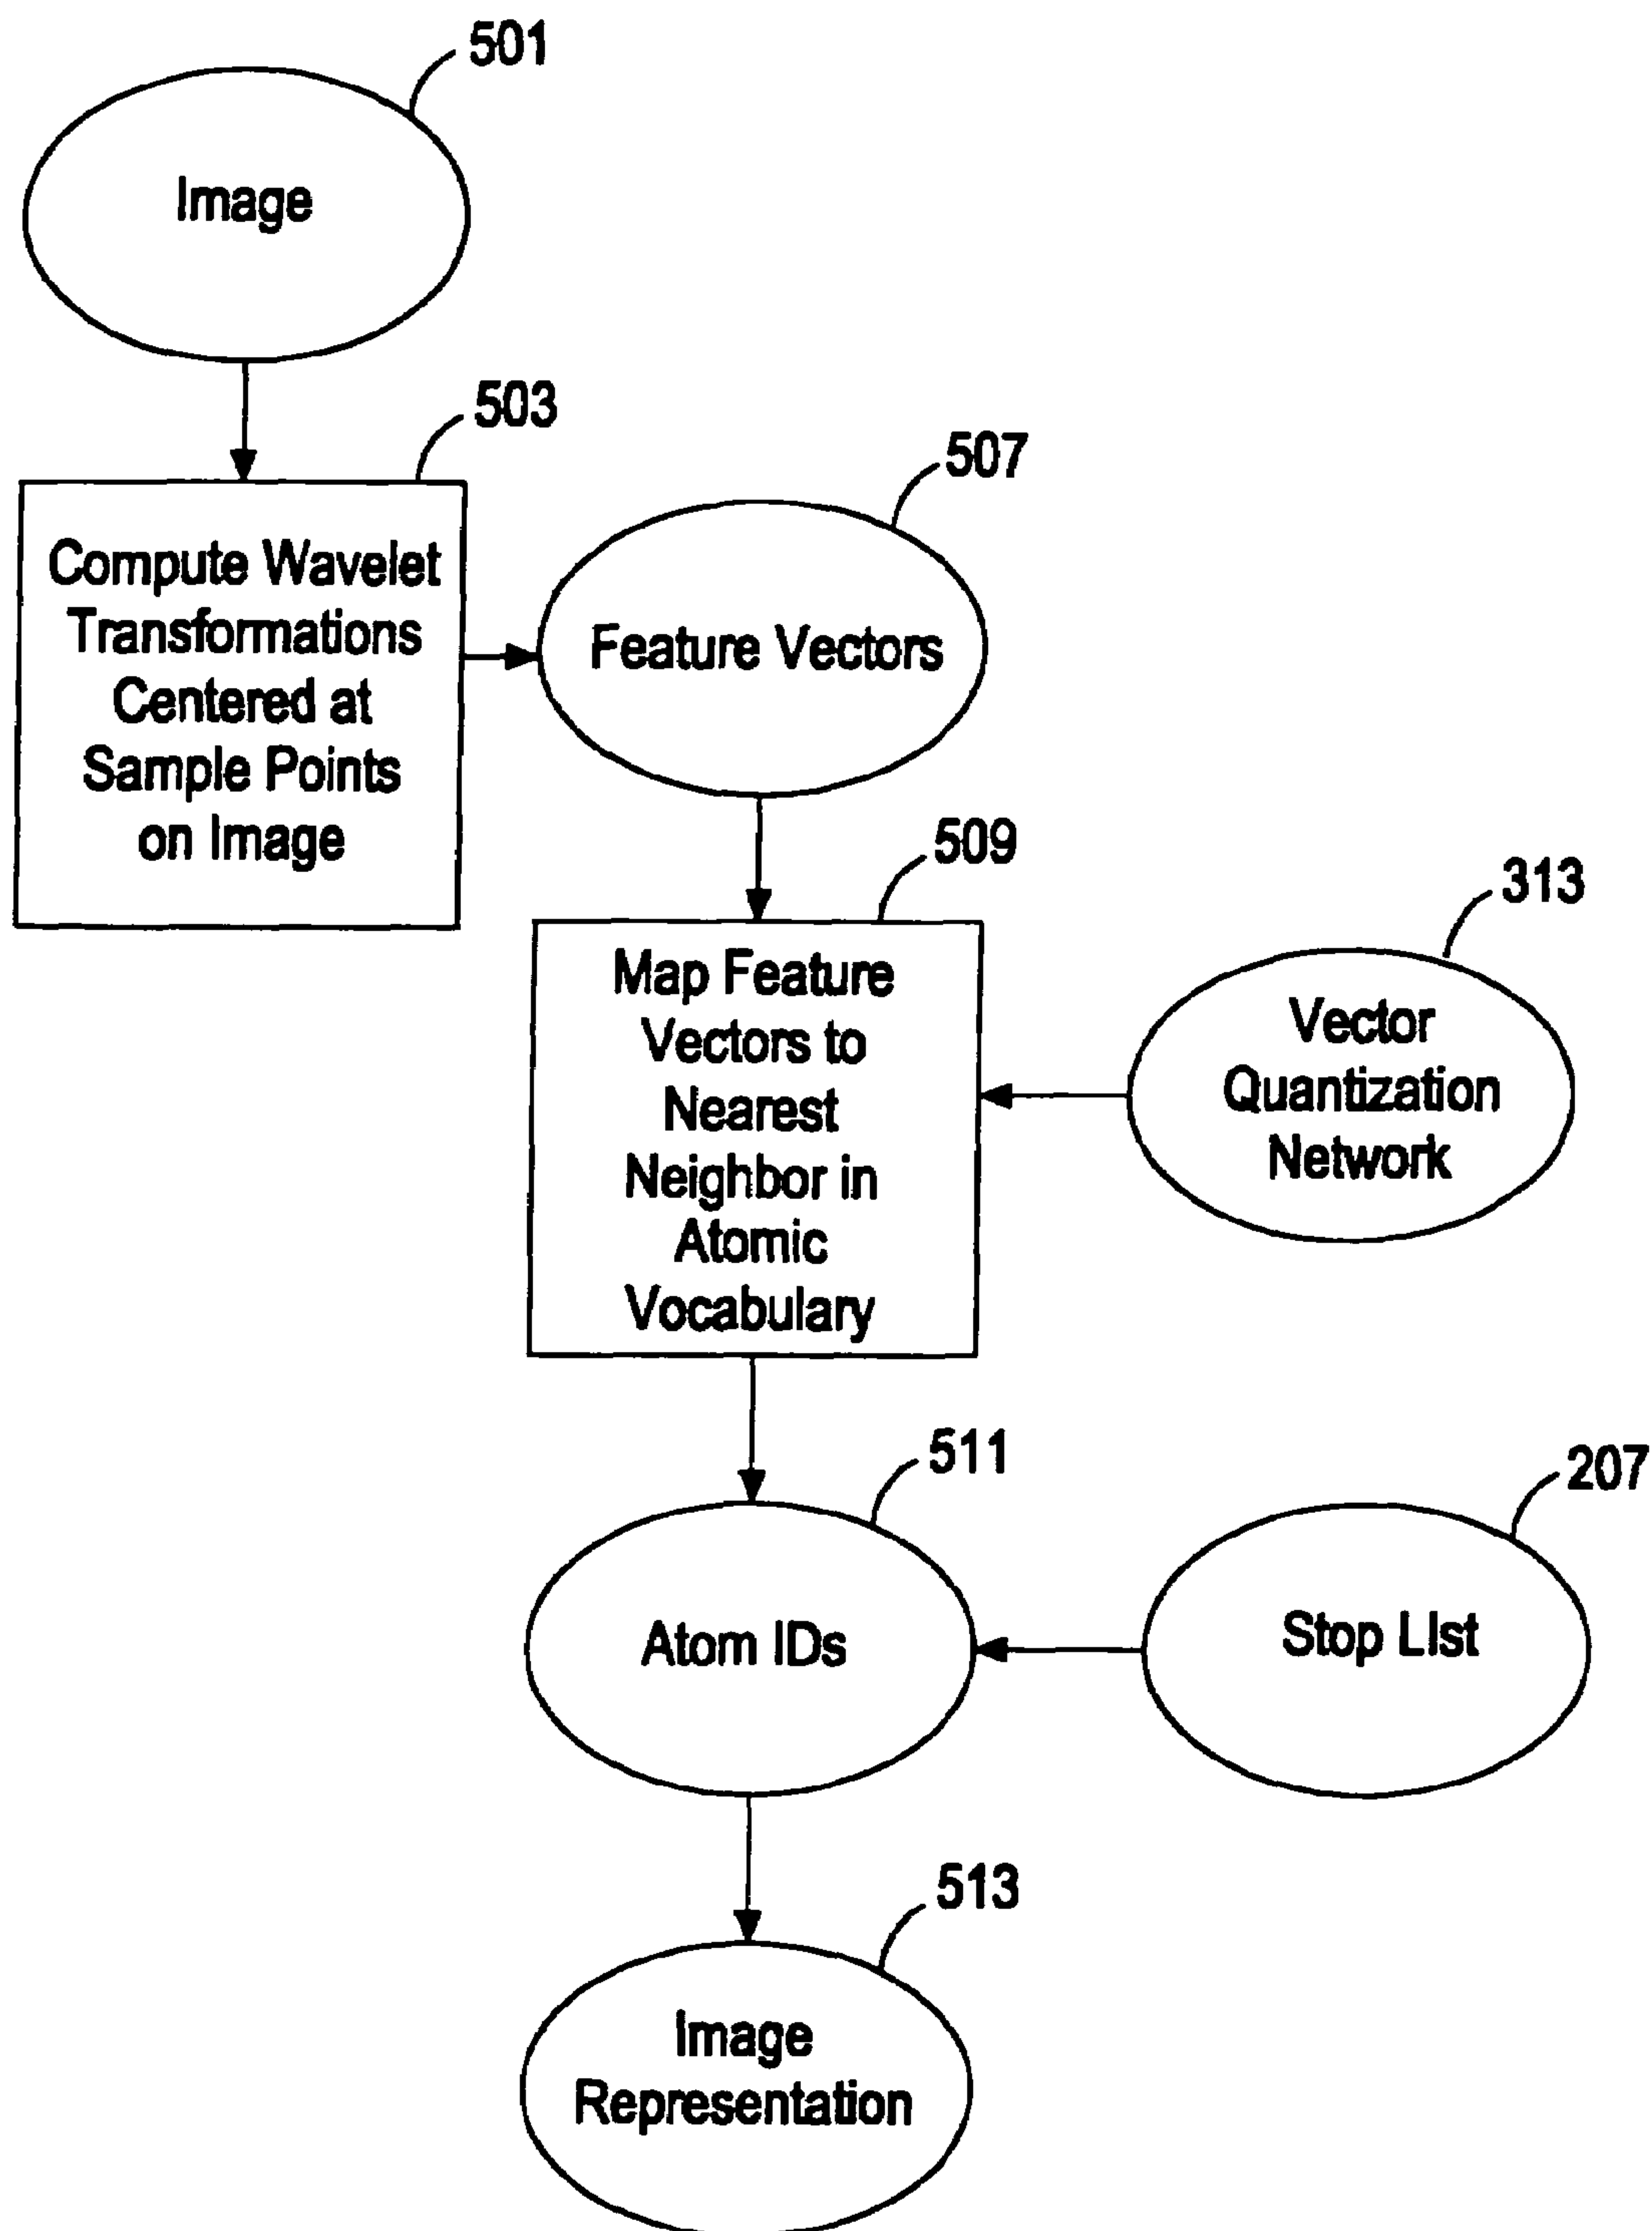 501
Image
503
Compute Wavelet
Transformations
Centered at
Sample Points
on Image
507
Feature Vectors
509
Map Feature
Vectors to
Nearest
Neighbor in
Atomic
Vocabulary
313
Vector
Quantization
Network
511
Atom IDs
207
Stop LIst
513
Image
Representation